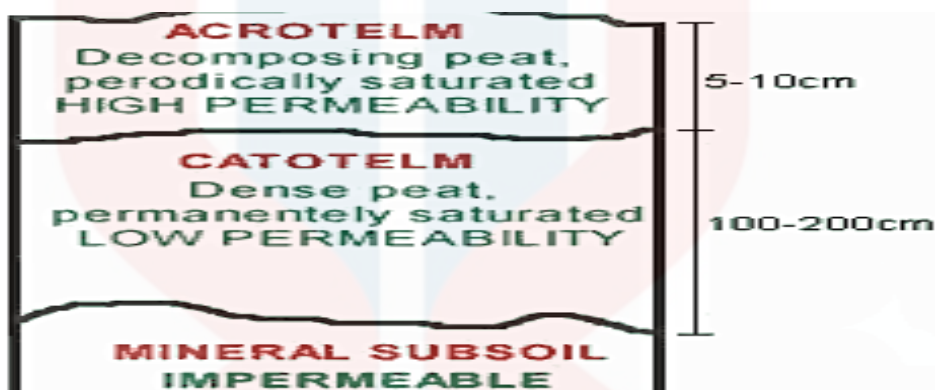 ACROTELM
Decomposing peat,
perodically saturated
HIGH PERMEABILITY
5-10cm
CATOTELM
Dense peat,
permanentely saturated
LOW PERMEABILITY
100-200cm
MINERAL SUBSOIL
IMPERMEABLE